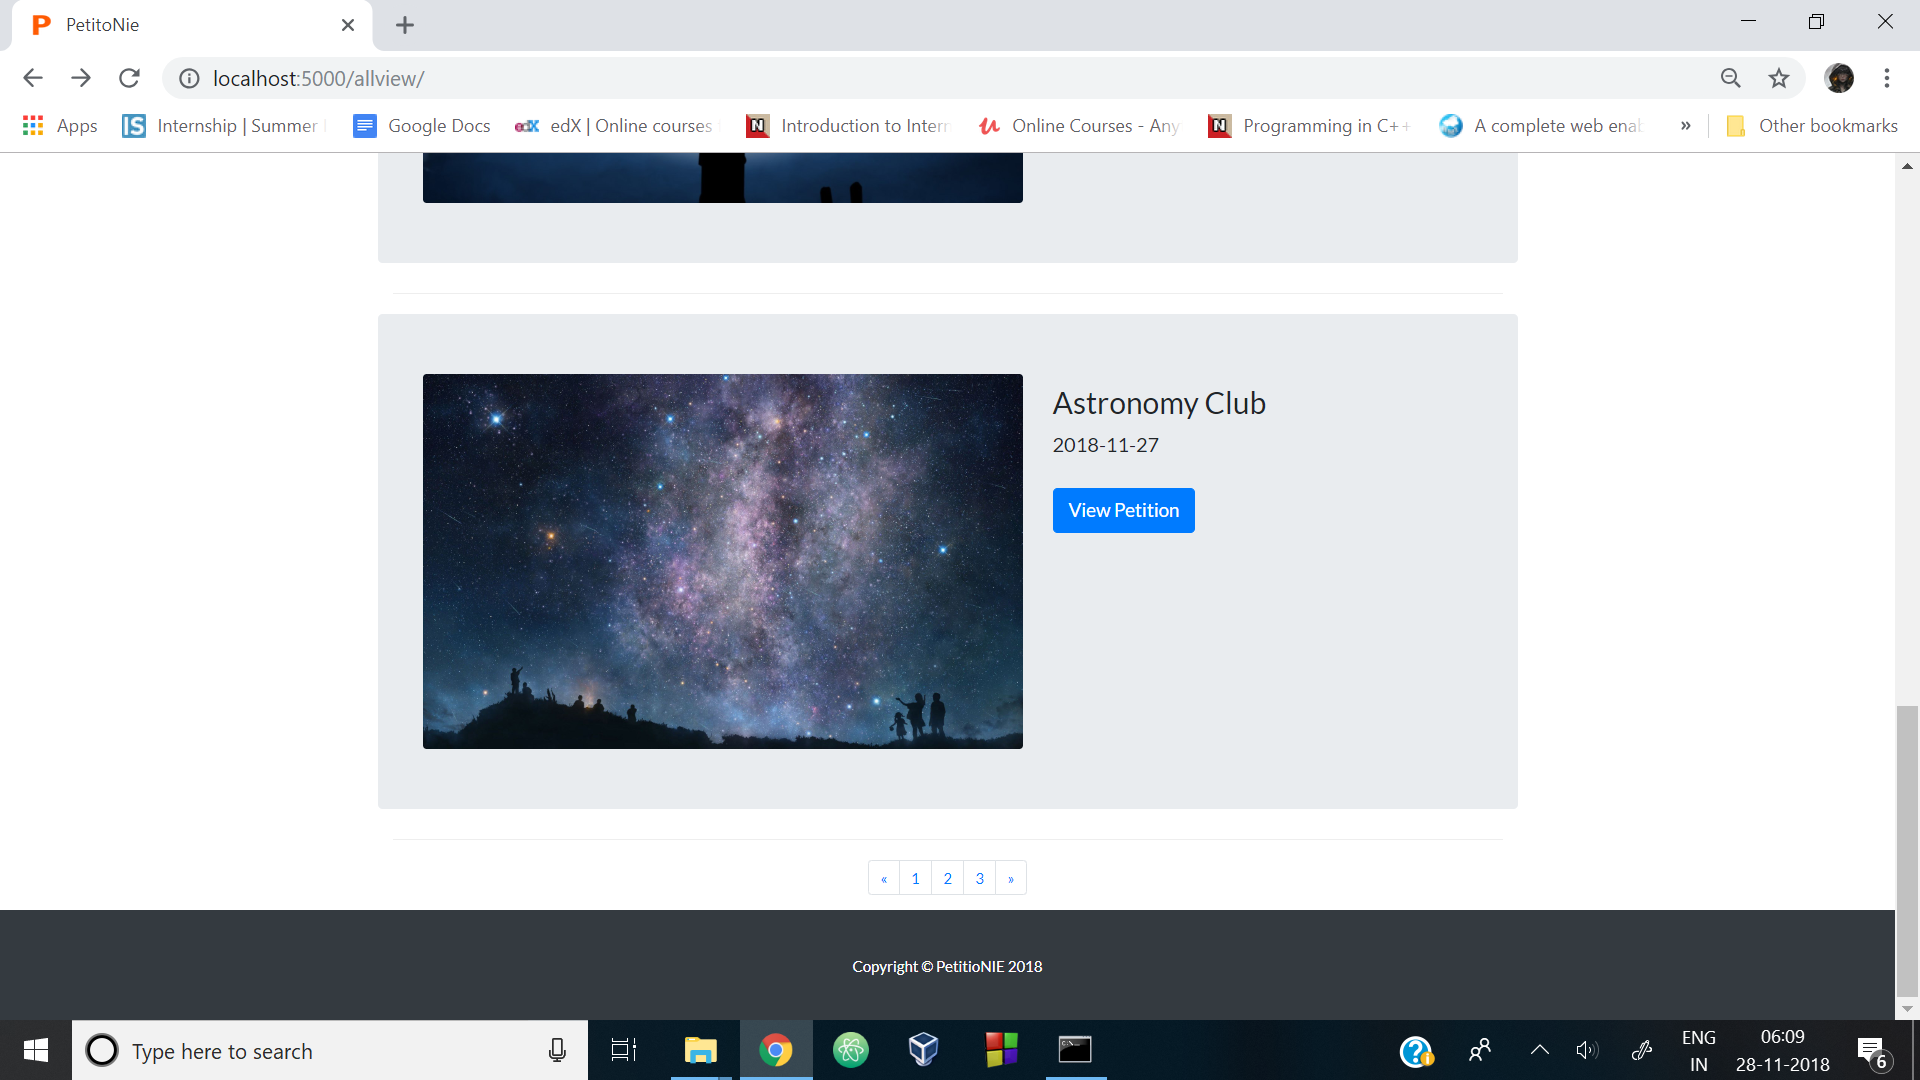 PetitoNie
localhost:5000/allview/
Apps
Internship | Summer
Google Docs
edX | Online courses
Introduction to Intern
Online Courses - Any
Programming in C++
A complete web enab
»
Other bookmarks
Astronomy Club
2018-11-27
View Petition
« 1 2 3 »
Copyright © PetitioNIE 2018
Type here to search
ENG
IN
06:09
28-11-2018
6